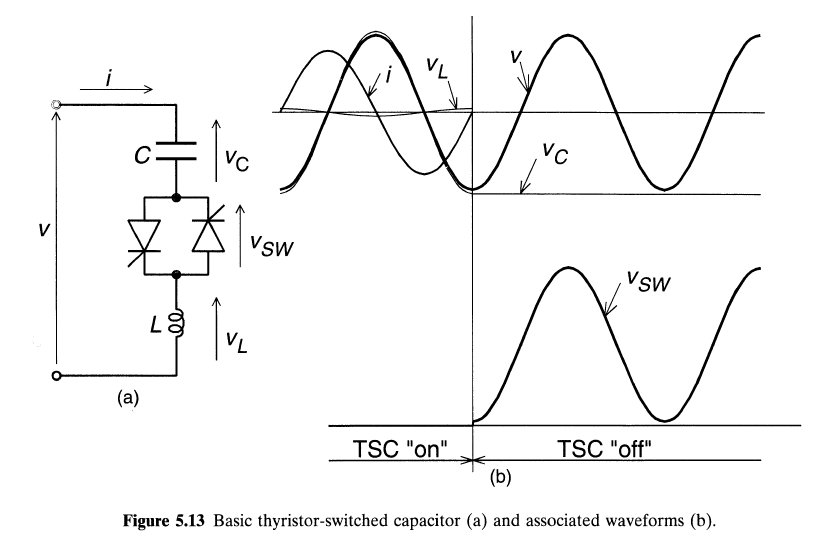 i
v_L
i
v
C
v_C
v_C
v
v_SW
v_SW
L
v_L
(a)
TSC "on"
TSC "off"
(b)
Figure 5.13 Basic thyristor-switched capacitor (a) and associated waveforms (b).